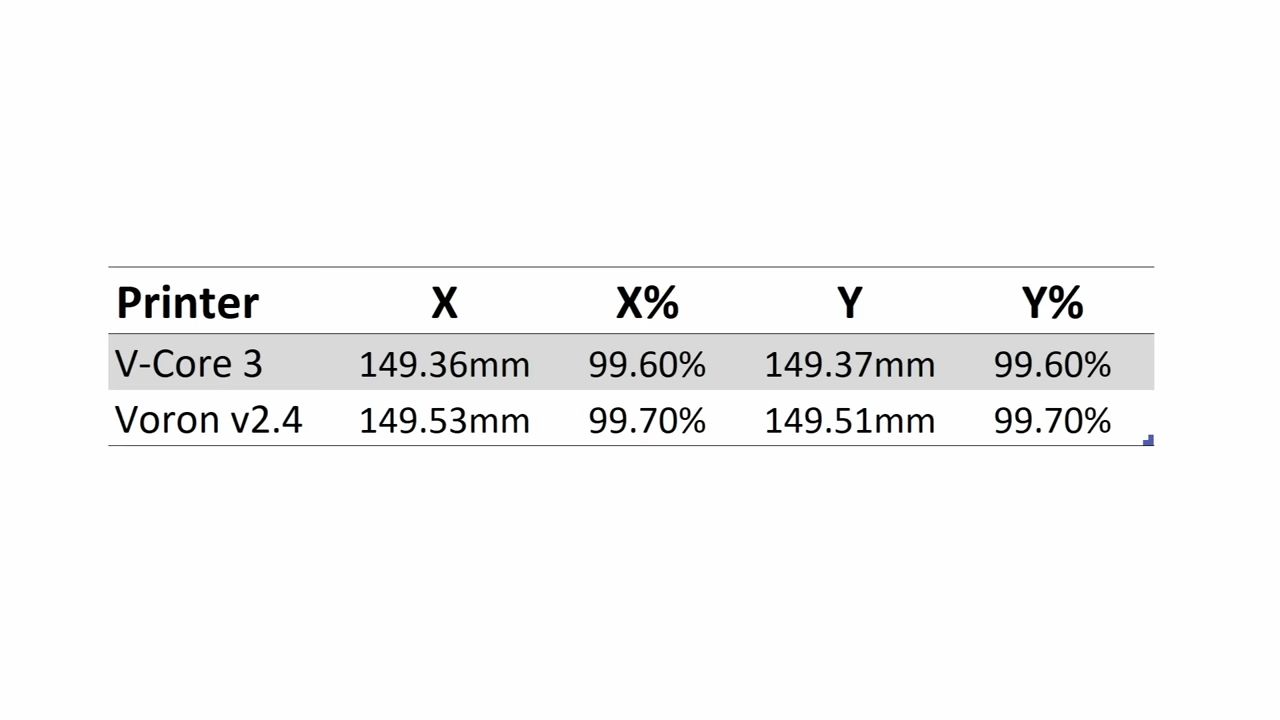 Printer X X% Y Y%
V-Core 3 149.36mm 99.60% 149.37mm 99.60%
Voron v2.4 149.53mm 99.70% 149.51mm 99.70%